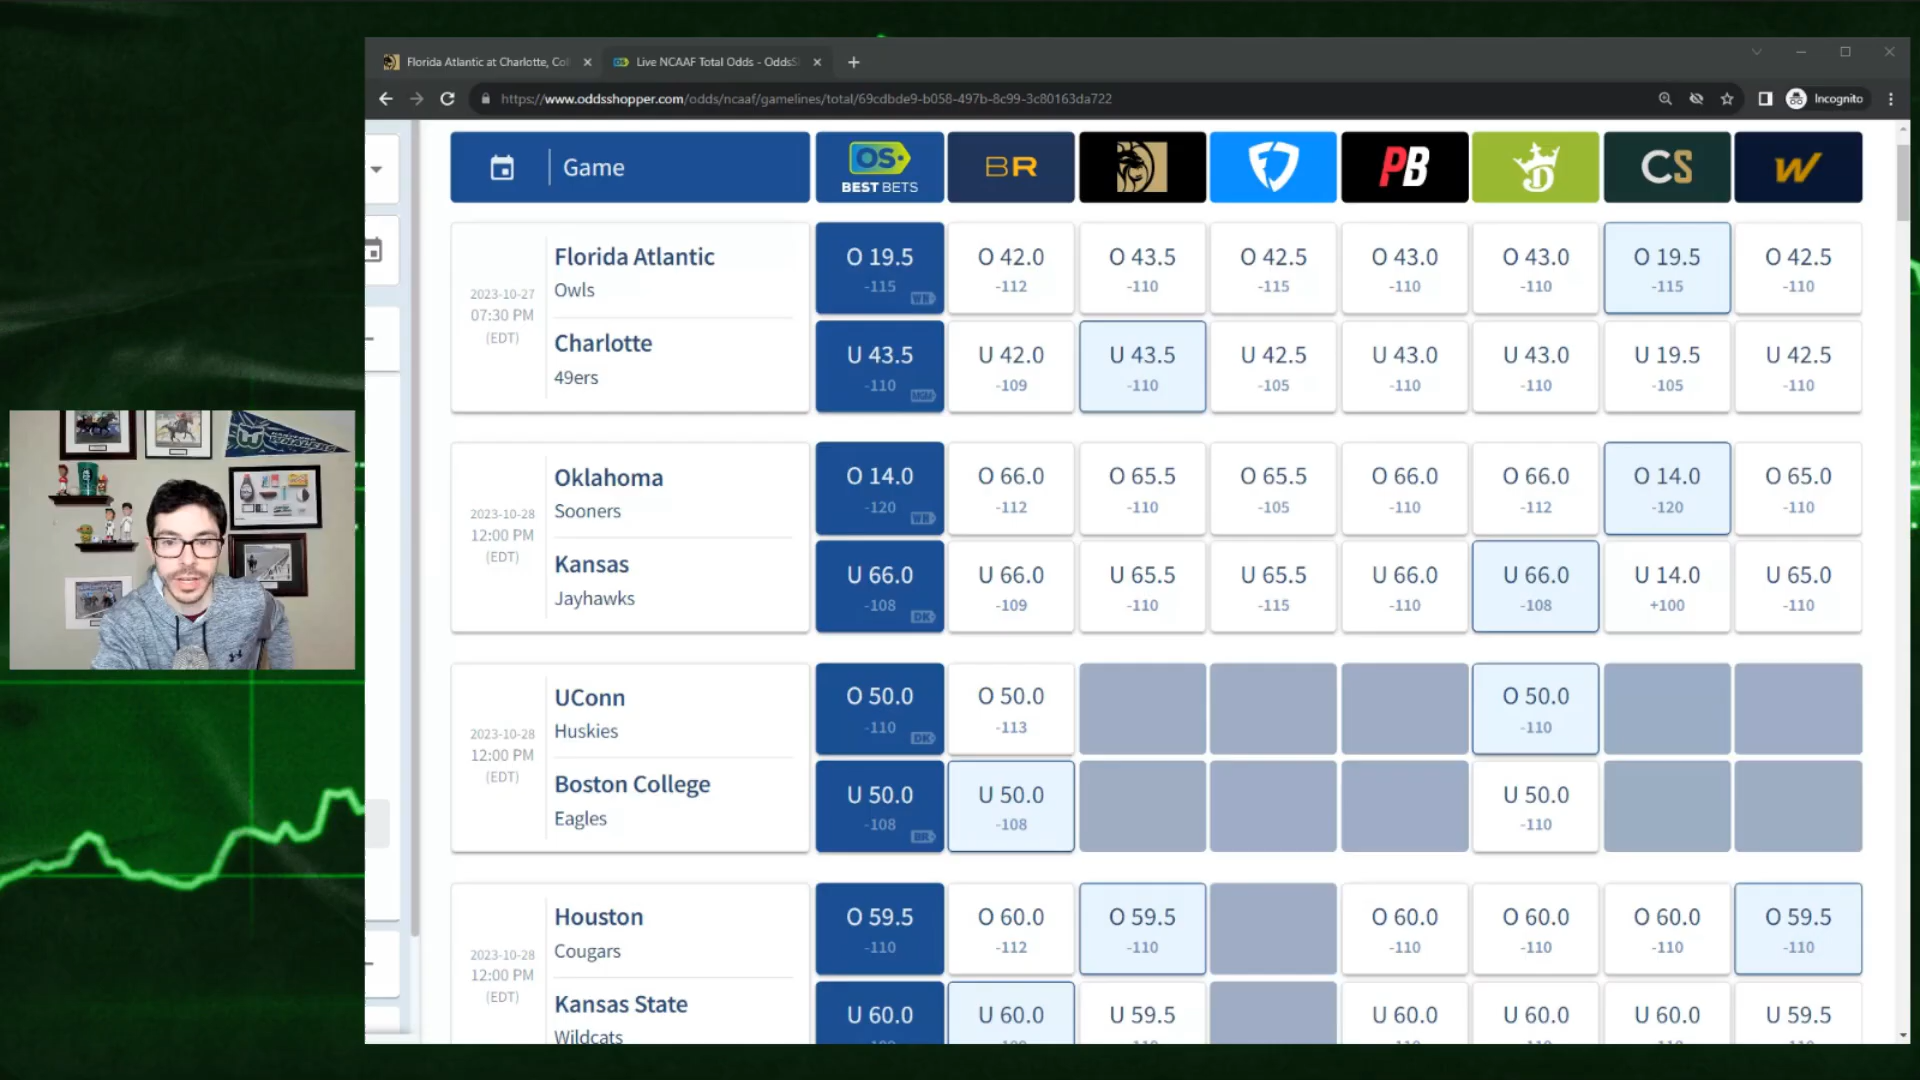 Florida Atlantic at Charlotte, Col
Live NCAAF Total Odds - OddsS
https://www.oddsshopper.com/odds/ncaaf/gamelines/total/69cdbde9-b058-497b-8c99-3c80163da722
Incognito
Game
OS
BEST BETS
BR
PB
D
CS
W
2023-10-27
07:30 PM
(EDT)
Florida Atlantic
Owls
O 19.5 O 42.0 O 43.5 O 42.5 O 43.0 O 43.0 O 19.5 O 42.5
-115 -112 -110 -115 -110 -110 -115 -110
WH
Charlotte
49ers
U 43.5 U 42.0 U 43.5 U 42.5 U 43.0 U 43.0 U 19.5 U 42.5
-110 -109 -110 -105 -110 -110 -105 -110
MGM
2023-10-28
12:00 PM
(EDT)
Oklahoma
Sooners
O 14.0 O 66.0 O 65.5 O 65.5 O 66.0 O 66.0 O 14.0 O 65.0
-120 -112 -110 -105 -110 -112 -120 -110
WH
Kansas
Jayhawks
U 66.0 U 66.0 U 65.5 U 65.5 U 66.0 U 66.0 U 14.0 U 65.0
-108 -109 -110 -115 -110 -108 +100 -110
DK
2023-10-28
12:00 PM
(EDT)
UConn
Huskies
O 50.0 O 50.0 O 50.0
-110 -113 -110
DK
Boston College
Eagles
U 50.0 U 50.0 U 50.0
-108 -108 -110
BR
2023-10-28
12:00 PM
(EDT)
Houston
Cougars
O 59.5 O 60.0 O 59.5 O 60.0 O 60.0 O 60.0 O 59.5
-110 -112 -110 -110 -110 -110 -110
Kansas State
Wildcats
U 60.0 U 60.0 U 59.5 U 60.0 U 60.0 U 60.0 U 59.5